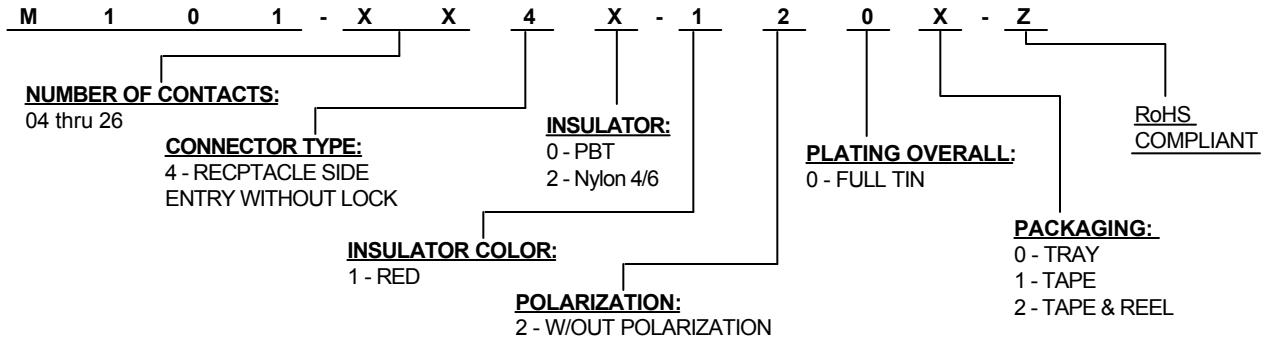 M 1 0 1 - X X 4 X - 1 2 0 X - Z
NUMBER OF CONTACTS:
04 thru 26
CONNECTOR TYPE:
4 - RECPTACLE SIDE
ENTRY WITHOUT LOCK
INSULATOR:
0 - PBT
2 - Nylon 4/6
INSULATOR COLOR:
1 - RED
POLARIZATION:
2 - W/OUT POLARIZATION
PLATING OVERALL:
0 - FULL TIN
PACKAGING:
0 - TRAY
1 - TAPE
2 - TAPE & REEL
RoHS
COMPLIANT